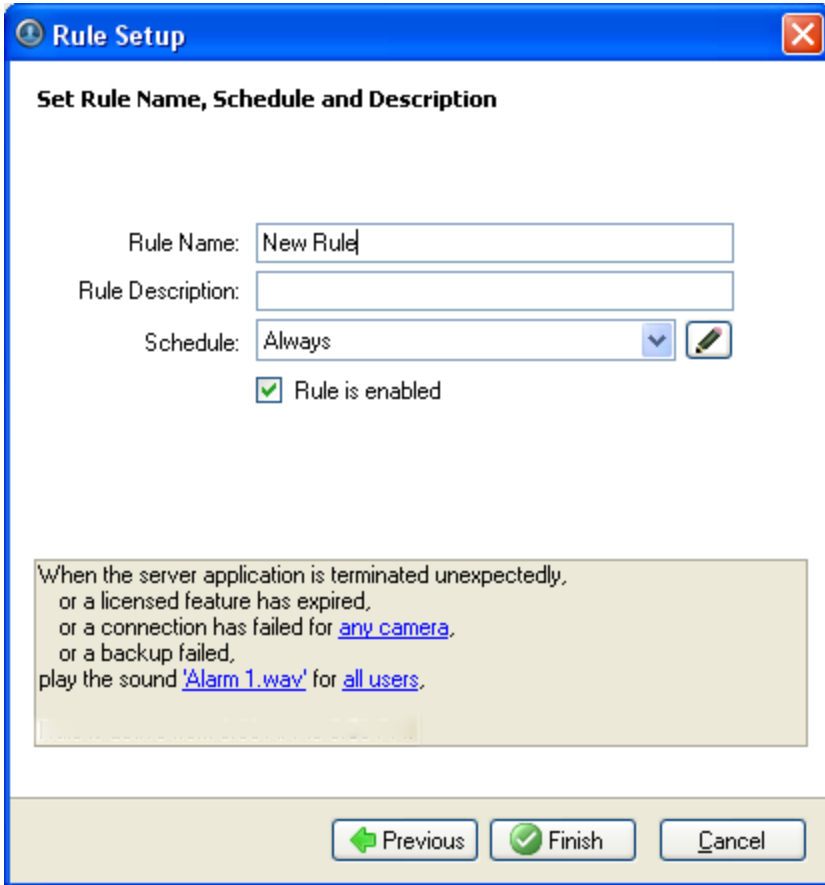 Rule Setup
Set Rule Name, Schedule and Description
Rule Name: New Rule
Rule Description:
Schedule: Always
Rule is enabled
When the server application is terminated unexpectedly,
or a licensed feature has expired,
or a connection has failed for any camera,
or a backup failed,
play the sound 'Alarm 1.wav' for all users,
Previous
Finish
Cancel